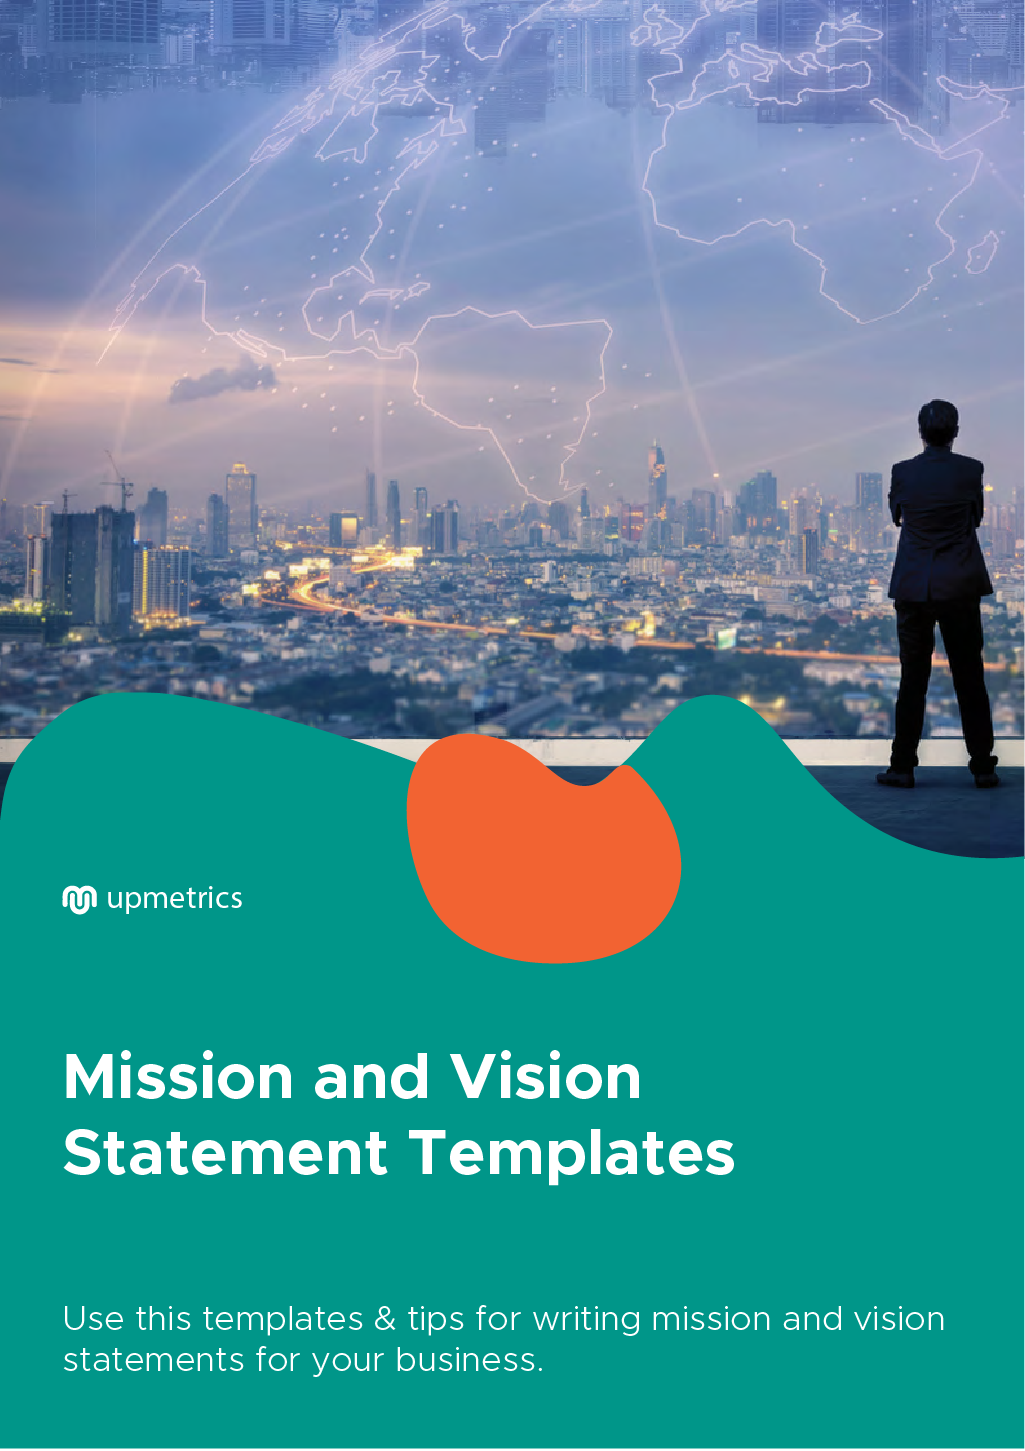 upmetrics
Mission and Vision
Statement Templates
Use this templates & tips for writing mission and vision
statements for your business.